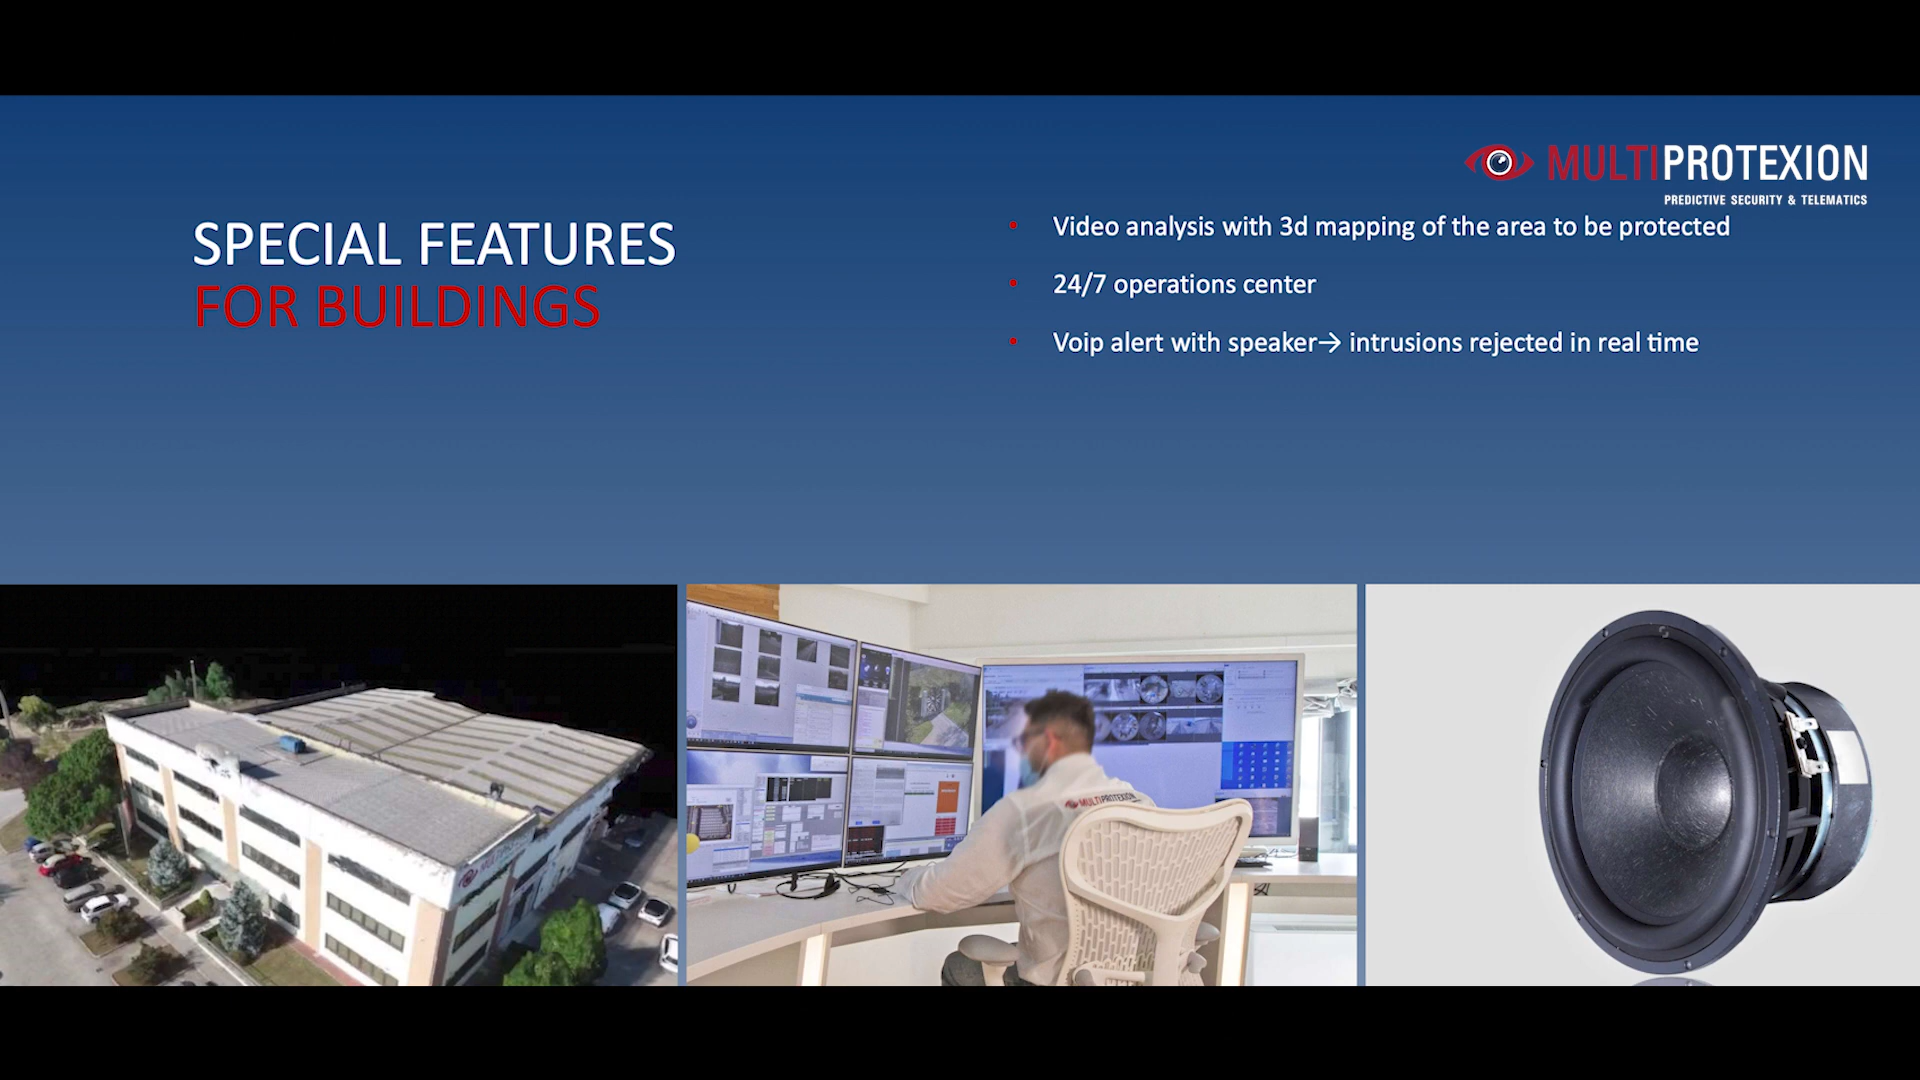 MULTIPROTEXION
PREDICTIVE SECURITY & TELEMATICS
SPECIAL FEATURES
FOR BUILDINGS
• Video analysis with 3d mapping of the area to be protected
• 24/7 operations center
• Voip alert with speaker→ intrusions rejected in real time
MULTIPROTEXION